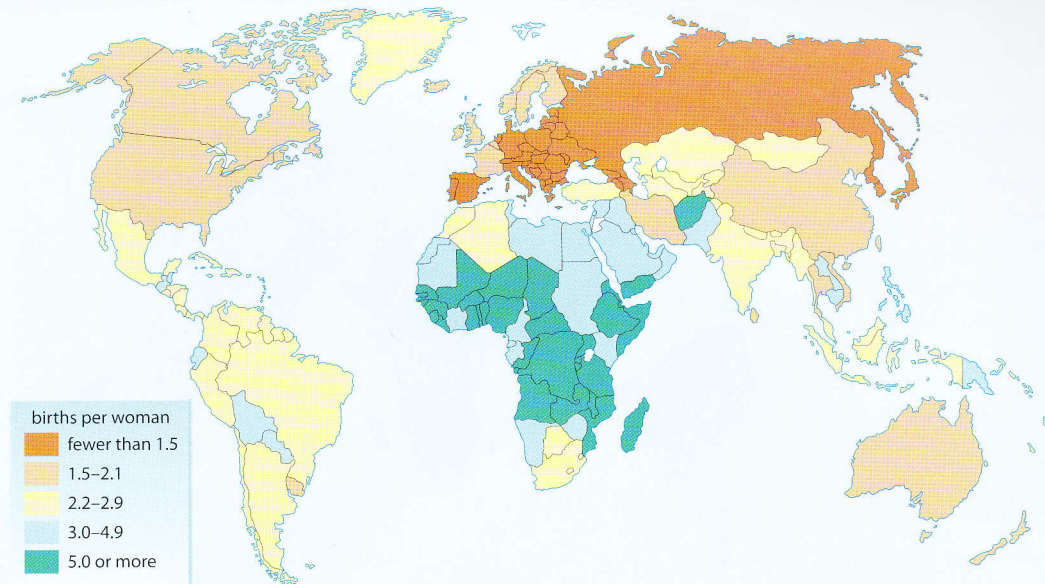 births per woman
fewer than 1.5
1.5–2.1
2.2–2.9
3.0–4.9
5.0 or more